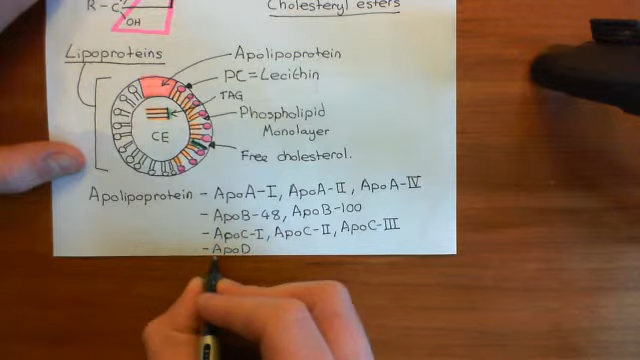 Cholesteryl esters
R - C
OH
Lipoproteins
Apolipoprotein
PC = Lecithin
TAG
Phospholipid
Monolayer
CE
Free cholesterol.
Apolipoprotein - ApoA-I, ApoA-II, ApoA-IV
- ApoB-48, ApoB-100
- ApoC-I, ApoC-II, ApoC-III
- ApoD